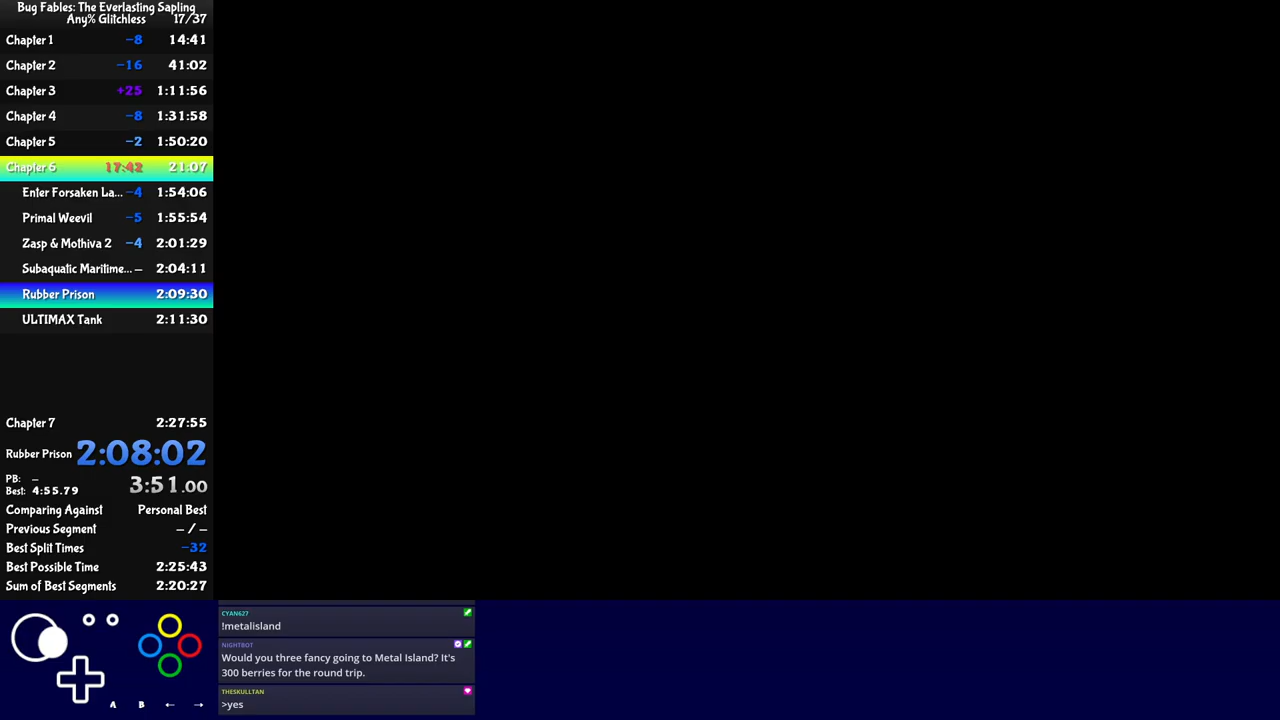 Bug Fables: The Everlasting Sapling
Any% Glitchless 17/37
Chapter 1 -8 14:41
Chapter 2 -16 41:02
Chapter 3 +25 1:11:56
Chapter 4 -8 1:31:58
Chapter 5 -2 1:50:20
Chapter 6 17:42 21:07
Enter Forsaken La... -4 1:54:06
Primal Weevil -5 1:55:54
Zasp & Mothiva 2 -4 2:01:29
Subaquatic Maritime... – 2:04:11
Rubber Prison 2:09:30
ULTIMAX Tank 2:11:30
Chapter 7 2:27:55
Rubber Prison 2:08:02
PB: –
Best: 4:55.79 3:51.00
Comparing Against Personal Best
Previous Segment – / –
Best Split Times -32
Best Possible Time 2:25:43
Sum of Best Segments 2:20:27
A B ← →
CYAN627
!metalisland
NIGHTBOT
Would you three fancy going to Metal Island? It's
300 berries for the round trip.
THESKULLTAN
>yes